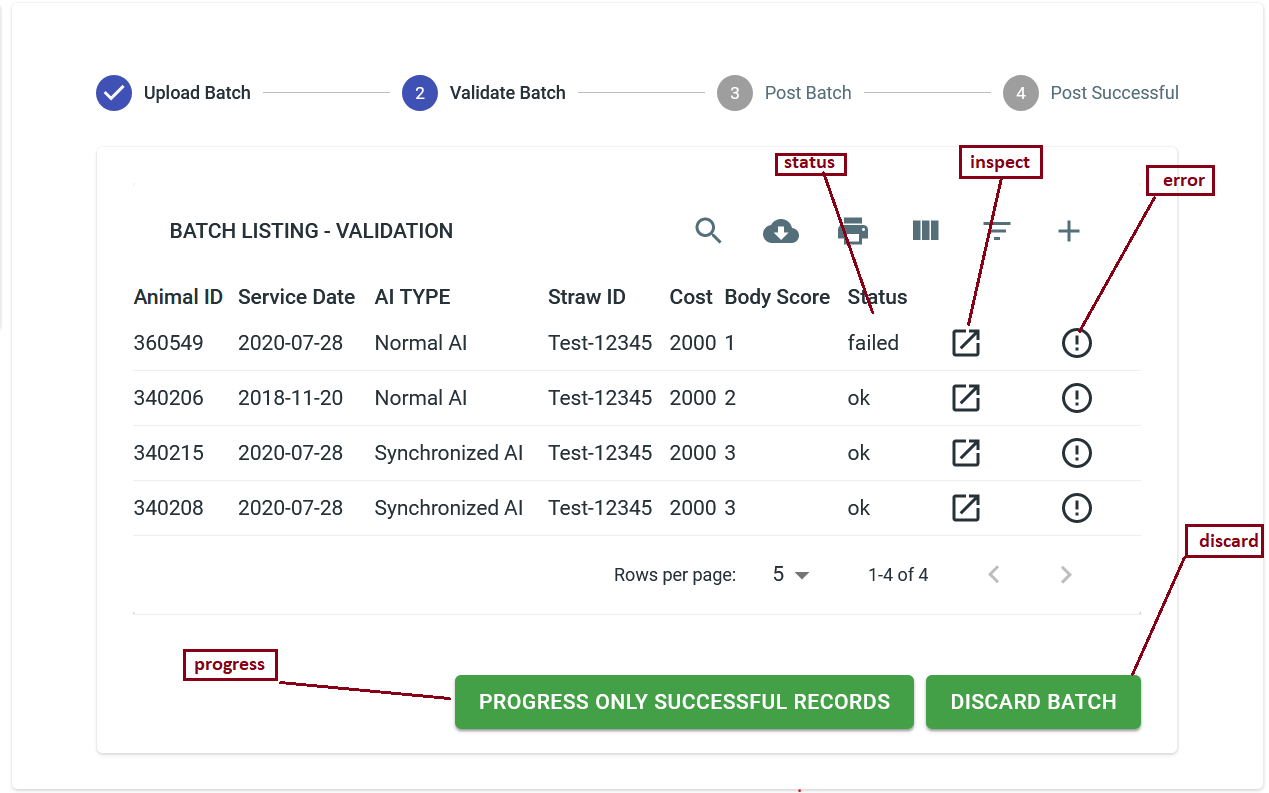 Upload Batch 2 Validate Batch 3 Post Batch 4 Post Successful
status inspect error
BATCH LISTING - VALIDATION
Animal ID Service Date AI TYPE Straw ID Cost Body Score Status
360549 2020-07-28 Normal AI Test-12345 2000 1 failed
340206 2018-11-20 Normal AI Test-12345 2000 2 ok
340215 2020-07-28 Synchronized AI Test-12345 2000 3 ok
340208 2020-07-28 Synchronized AI Test-12345 2000 3 ok
discard
Rows per page: 5 1-4 of 4
progress
PROGRESS ONLY SUCCESSFUL RECORDS DISCARD BATCH